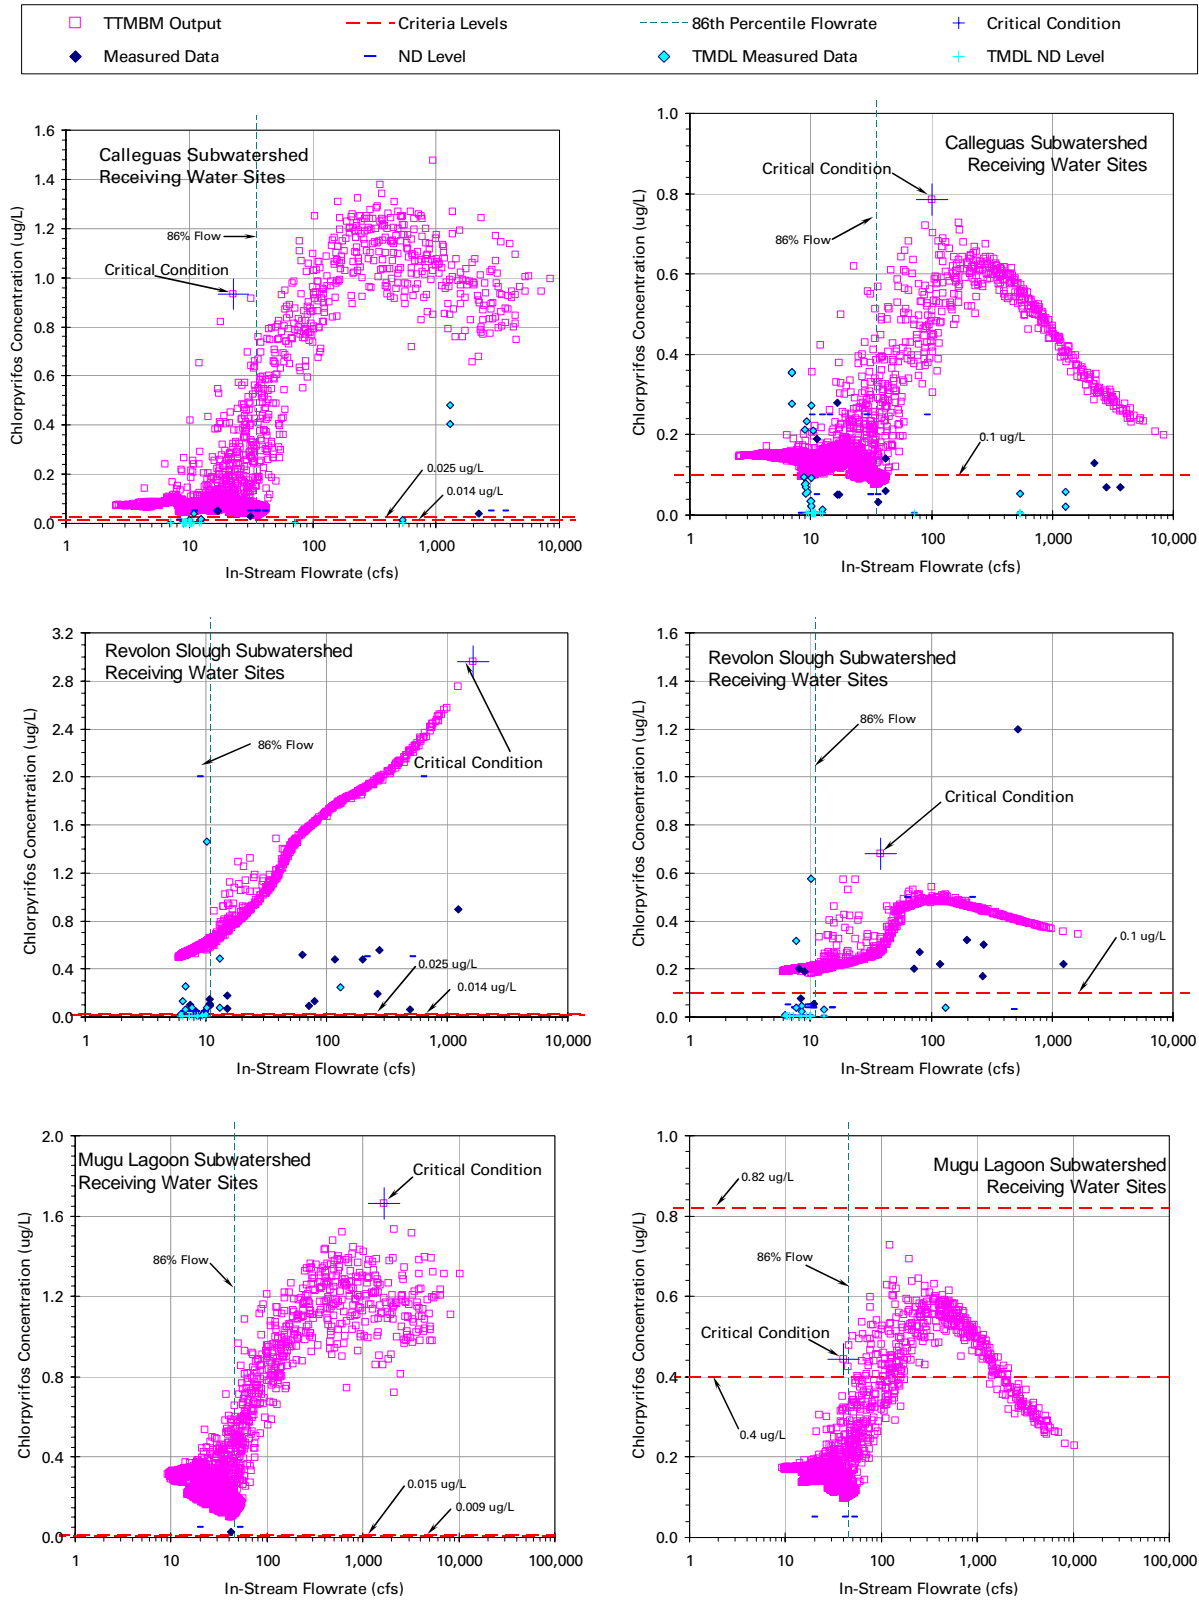 TTMBM Output
Criteria Levels
86th Percentile Flowrate
Critical Condition
Measured Data
ND Level
TMDL Measured Data
TMDL ND Level
Calleguas Subwatershed
Receiving Water Sites
86% Flow
Critical Condition
0.025 ug/L
0.014 ug/L
Chlorpyrifos Concentration (ug/L)
1.6
1.4
1.2
1.0
0.8
0.6
0.4
0.2
0.0
1
10
100
1,000
10,000
In-Stream Flowrate (cfs)
Calleguas Subwatershed
Receiving Water Sites
Critical Condition
86% Flow
0.1 ug/L
Chlorpyrifos Concentration (ug/L)
1.0
0.8
0.6
0.4
0.2
0.0
1
10
100
1,000
10,000
In-Stream Flowrate (cfs)
Revolon Slough Subwatershed
Receiving Water Sites
86% Flow
Critical Condition
0.025 ug/L
0.014 ug/L
Chlorpyrifos Concentration (ug/L)
3.2
2.8
2.4
2.0
1.6
1.2
0.8
0.4
0.0
1
10
100
1,000
10,000
In-Stream Flowrate (cfs)
Revolon Slough Subwatershed
Receiving Water Sites
86% Flow
Critical Condition
0.1 ug/L
Chlorpyrifos Concentration (ug/L)
1.6
1.4
1.2
1.0
0.8
0.6
0.4
0.2
0.0
1
10
100
1,000
10,000
In-Stream Flowrate (cfs)
Mugu Lagoon Subwatershed
Receiving Water Sites
Critical Condition
86% Flow
0.015 ug/L
0.009 ug/L
Chlorpyrifos Concentration (ug/L)
2.0
1.6
1.2
0.8
0.4
0.0
1
10
100
1,000
10,000
100,000
In-Stream Flowrate (cfs)
Mugu Lagoon Subwatershed
Receiving Water Sites
0.82 ug/L
86% Flow
Critical Condition
0.4 ug/L
Chlorpyrifos Concentration (ug/L)
1.0
0.8
0.6
0.4
0.2
0.0
1
10
100
1,000
10,000
100,000
In-Stream Flowrate (cfs)